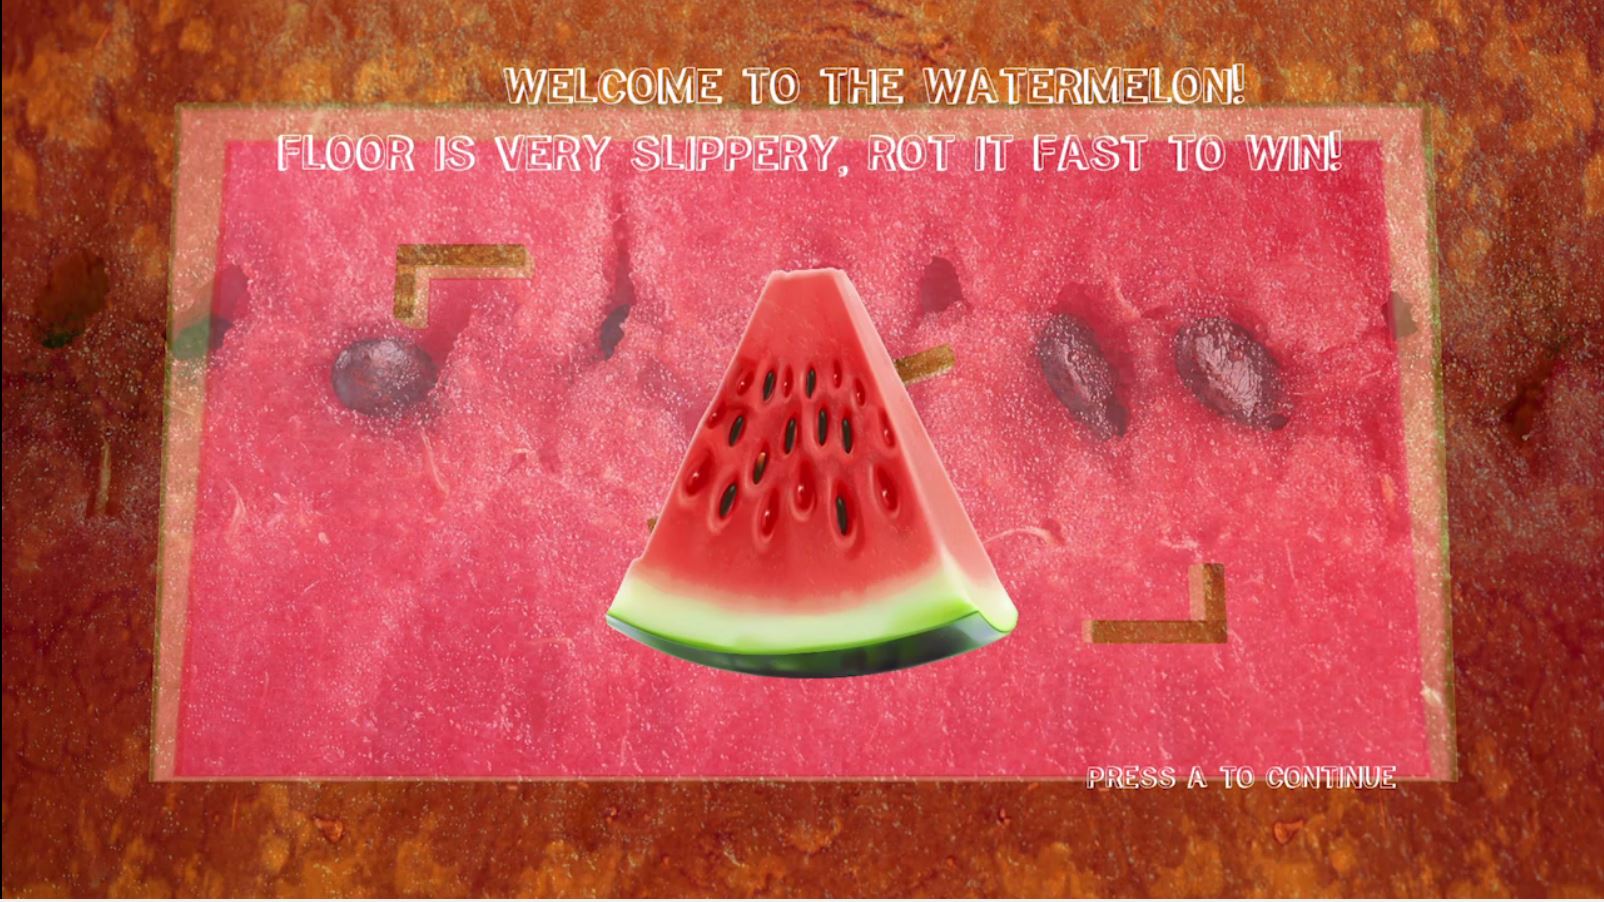 WELCOME TO THE WATERMELON!
FLOOR IS VERY SLIPPERY, ROT IT FAST TO WIN!
PRESS A TO CONTINUE